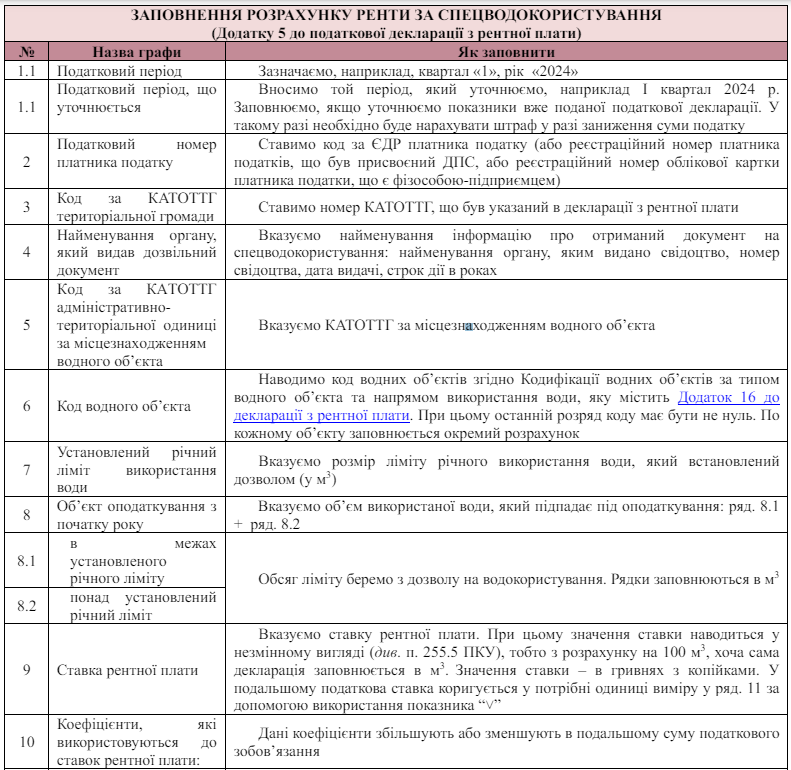 ЗАПОВНЕННЯ РОЗРАХУНКУ РЕНТИ ЗА СПЕЦВОДОКОРИСТУВАННЯ
(Додатку 5 до податкової декларації з рентної плати)
№ Назва графи Як заповнити
1.1 Податковий період Зазначаємо, наприклад, квартал «1», рік «2024»
1.1
Податковий період, що
уточнюється
Вносимо той період, який уточнюємо, наприклад І квартал 2024 р.
Заповнюємо, якщо уточнюємо показники вже поданої податкової декларації. У
такому разі необхідно буде нарахувати штраф у разі заниження суми податку
2
Податковий номер
платника податку
Ставимо код за ЄДР платника податку (або реєстраційний номер платника
податків, що був присвоєний ДПС, або реєстраційний номер облікової картки
платника податки, що є фізособою-підприємцем)
3
Код за КАТОТТГ
територіальної громади
Ставимо номер КАТОТТГ, що був указаний в декларації з рентної плати
4
Найменування органу,
який видав дозвільний
документ
Вказуємо найменування інформацію про отриманий документ на
спецводокористування: найменування органу, яким видано свідоцтво, номер
свідоцтва, дата видачі, строк дії в роках
5
Код за КАТОТТГ
адміністративно-
територіальної одиниці
за місцезнаходженням
водного об’єкта
Вказуємо КАТОТТГ за місцезнаходженням водного об’єкта
6
Код водного об’єкта
Наводимо код водних об’єктів згідно Кодифікації водних об’єктів за типом
водного об’єкта та напрямом використання води, яку містить Додаток 16 до
декларації з рентної плати. При цьому останній розряд коду має бути не нуль. По
кожному об’єкту заповнюється окремий розрахунок
7
Установлений річний
ліміт використання
води
Вказуємо розмір ліміту річного використання води, який встановлений
дозволом (у м³)
8
Об’єкт оподаткування з
початку року
Вказуємо об’єм використаної води, який підпадає під оподаткування: ряд. 8.1
+ ряд. 8.2
8.1
в межах
установленого
річного ліміту
8.2
понад установлений
річний ліміт
Обсяг ліміту беремо з дозволу на водокористування. Рядки заповнюються в м³
9
Ставка рентної плати
Вказуємо ставку рентної плати. При цьому значення ставки наводиться у
незмінному вигляді (див. п. 255.5 ПКУ), тобто з розрахунку на 100 м³, хоча сама
декларація заповнюється в м³. Значення ставки – в гривнях з копійками. У
подальшому податкова ставка коригується у потрібні одиниці виміру у ряд. 11 за
допомогою використання показника “v”
10
Коефіцієнти, які
використовуються до
ставок рентної плати:
Дані коефіцієнти збільшують або зменшують в подальшому суму податкового
зобов’язання